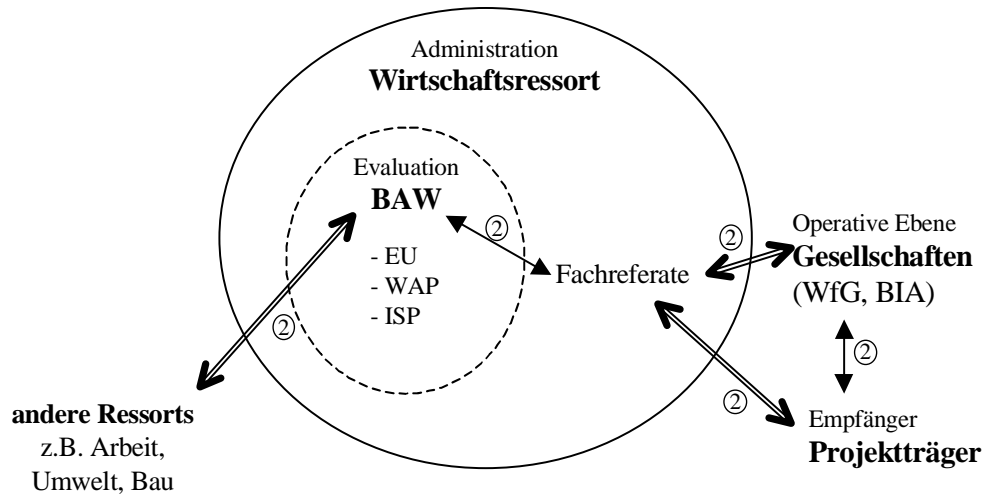 Administration
Wirtschaftsressort
Evaluation
BAW
- EU
- WAP
- ISP
②
Fachreferate
②
Operative Ebene
Gesellschaften
(WfG, BIA)
②
②
②
Empfänger
Projektträger
andere Ressorts
z.B. Arbeit,
Umwelt, Bau